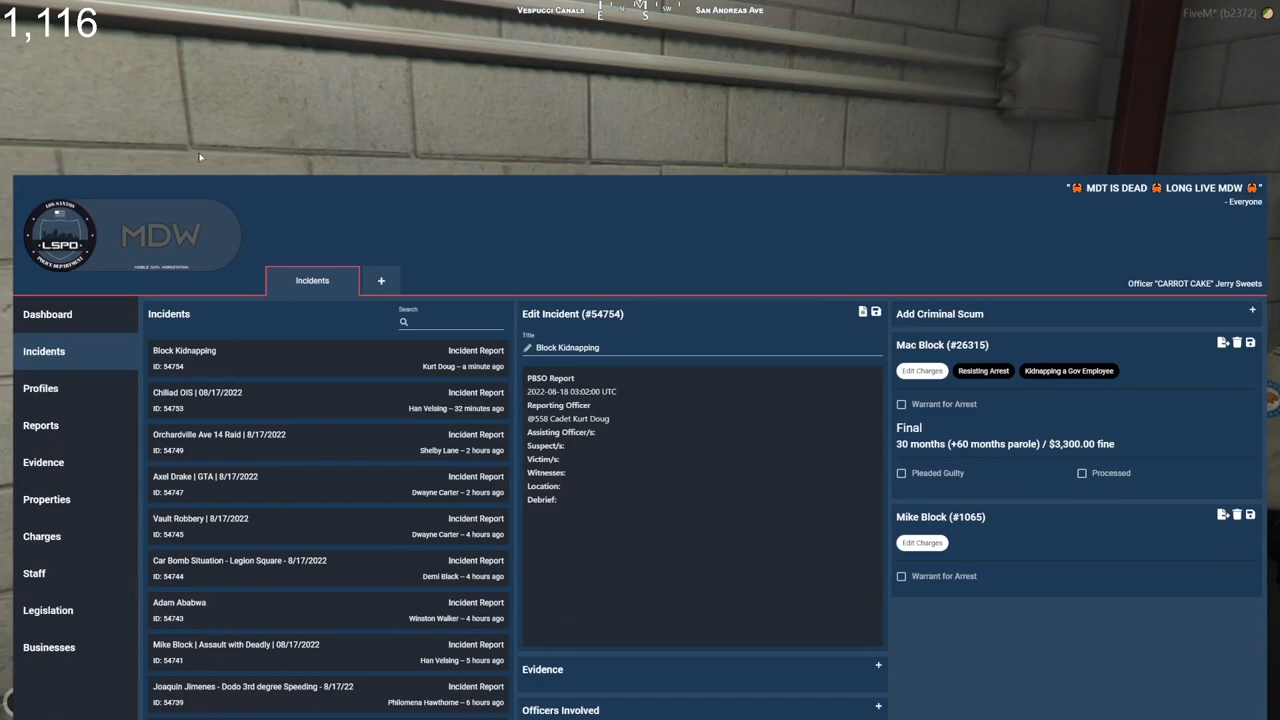 1,116
Vespucci Canals
E SE S SW
San Andreas Ave
FiveM* (b2372)
"🦀 MDT IS DEAD 🦀 LONG LIVE MDW 🦀"
- Everyone
LOS SANTOS
LSPD
POLICE DEPARTMENT
MDW
MOBILE DATA WORKSTATION
Incidents
+
Officer "CARROT CAKE" Jerry Sweets
Dashboard
Incidents
Profiles
Reports
Evidence
Properties
Charges
Staff
Legislation
Businesses
Incidents
Search
Block Kidnapping Incident Report
ID: 54754 Kurt Doug – a minute ago
Chilliad OIS | 08/17/2022 Incident Report
ID: 54753 Han Velsing – 32 minutes ago
Orchardville Ave 14 Raid | 8/17/2022 Incident Report
ID: 54749 Shelby Lane – 2 hours ago
Axel Drake | GTA | 8/17/2022 Incident Report
ID: 54747 Dwayne Carter – 2 hours ago
Vault Robbery | 8/17/2022 Incident Report
ID: 54745 Dwayne Carter – 4 hours ago
Car Bomb Situation - Legion Square - 8/17/2022 Incident Report
ID: 54744 Demi Black – 4 hours ago
Adam Ababwa Incident Report
ID: 54743 Winston Walker – 4 hours ago
Mike Block | Assault with Deadly | 08/17/2022 Incident Report
ID: 54741 Han Velsing – 5 hours ago
Joaquin Jimenes - Dodo 3rd degree Speeding - 8/17/22 Incident Report
ID: 54739 Philomena Hawthorne – 6 hours ago
Edit Incident (#54754)
Title
Block Kidnapping
PBSO Report
2022-08-18 03:02:00 UTC
Reporting Officer
@558 Cadet Kurt Doug
Assisting Officer/s:
Suspect/s:
Victim/s:
Witnesses:
Location:
Debrief:
Evidence +
Officers Involved +
Add Criminal Scum +
Mac Block (#26315)
Edit Charges Resisting Arrest Kidnapping a Gov Employee
Warrant for Arrest
Final
30 months (+60 months parole) / $3,300.00 fine
Pleaded Guilty Processed
Mike Block (#1065)
Edit Charges
Warrant for Arrest